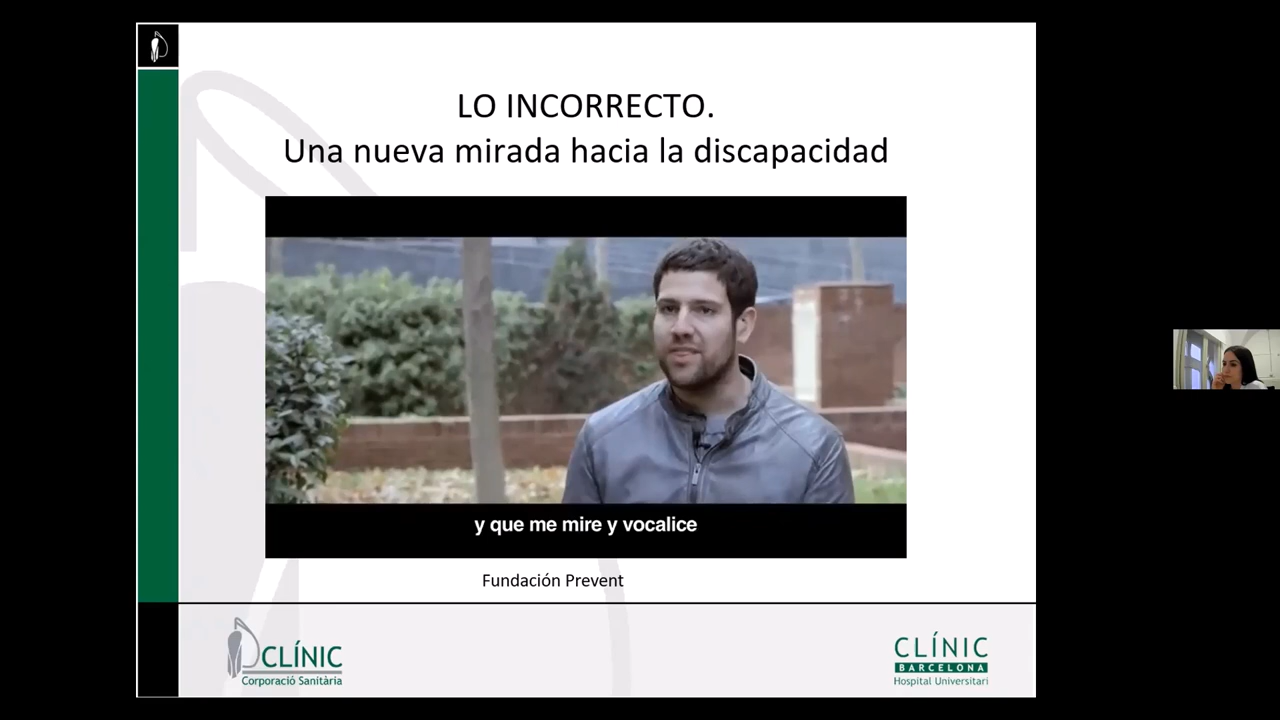 LO INCORRECTO.
Una nueva mirada hacia la discapacidad
y que me mire y vocalice
Fundación Prevent
CLÍNIC
Corporació Sanitària
CLÍNIC
BARCELONA
Hospital Universitari